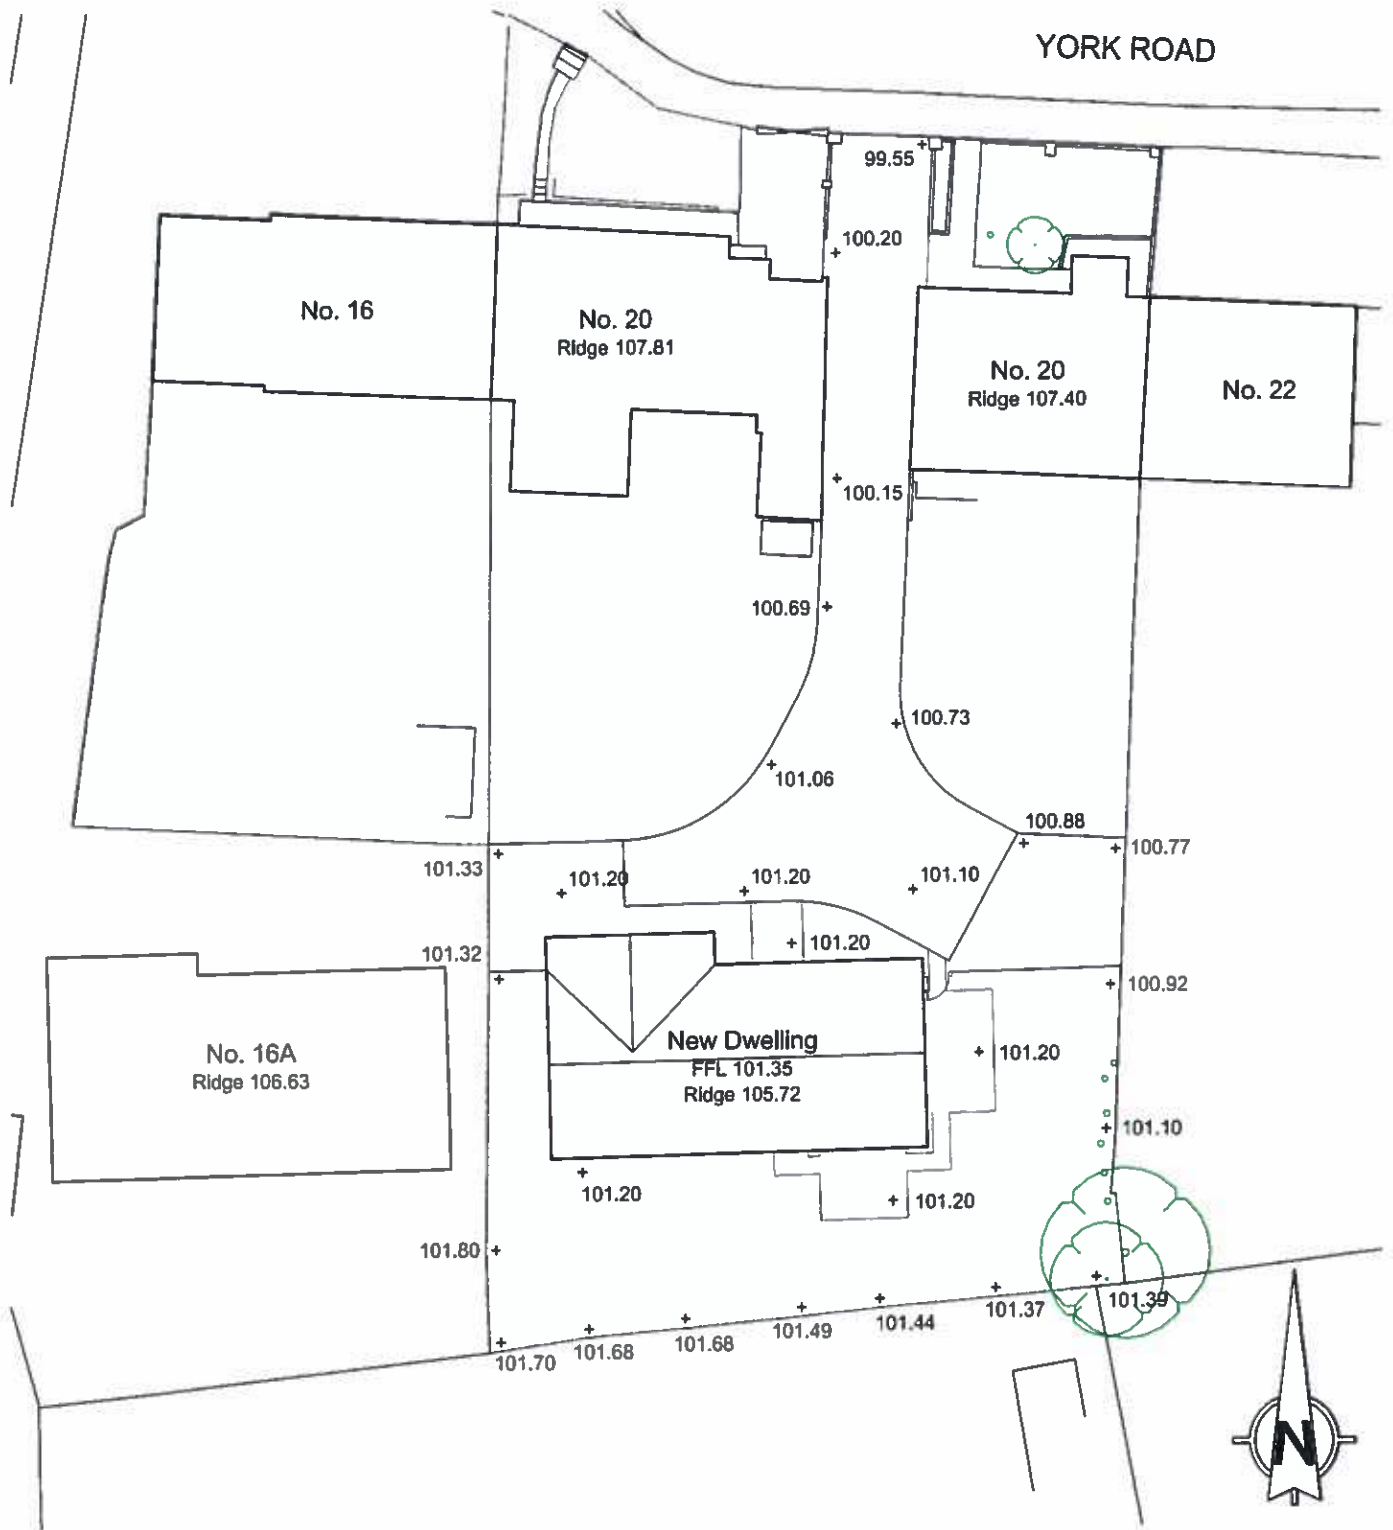 YORK ROAD
99.55
100.20
No. 16
No. 20
Ridge 107.81
No. 20
Ridge 107.40
No. 22
100.15
100.69
100.73
101.06
100.88
100.77
101.33
101.20
101.20
101.10
101.20
101.32
100.92
No. 16A
Ridge 106.63
New Dwelling
FFL 101.35
Ridge 105.72
101.20
101.10
101.20
101.20
101.80
101.39
101.37
101.44
101.49
101.68
101.68
101.70
N